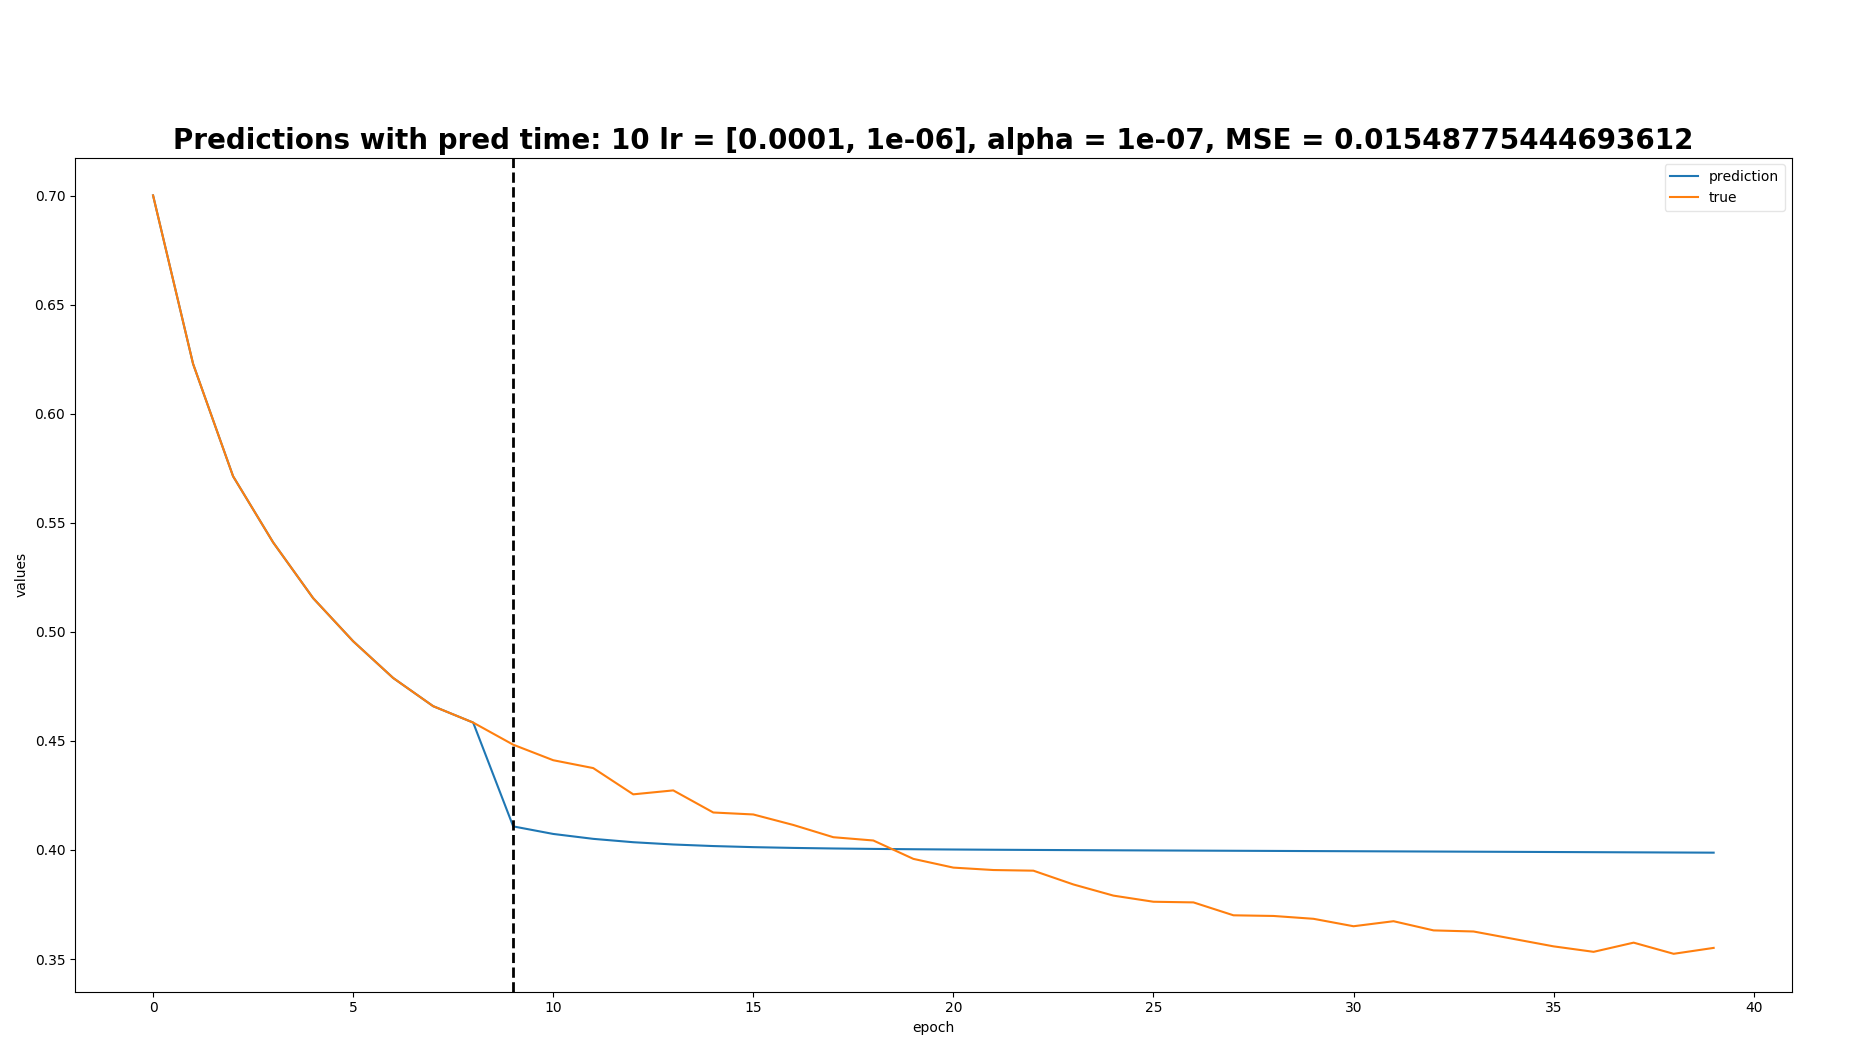 Predictions with pred time: 10 lr = [0.0001, 1e-06], alpha = 1e-07, MSE = 0.01548775444693612
prediction
true
0.70
0.65
0.60
0.55
0.50
0.45
0.40
0.35
values
0 5 10 15 20 25 30 35 40
epoch